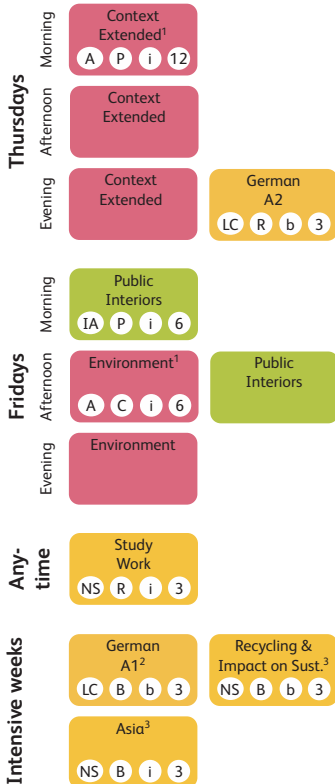 Thursdays
Morning
Context
Extended¹
A P i 12
Afternoon
Context
Extended
Evening
Context
Extended
German
A2
LC R b 3
Fridays
Morning
Public
Interiors
IA P i 6
Afternoon
Environment¹
A C i 6
Public
Interiors
Evening
Environment
Any-
time
Study
Work
NS R i 3
Intensive weeks
German
A1²
LC B b 3
Recycling &
Impact on Sust.³
NS B b 3
Asia³
NS B i 3